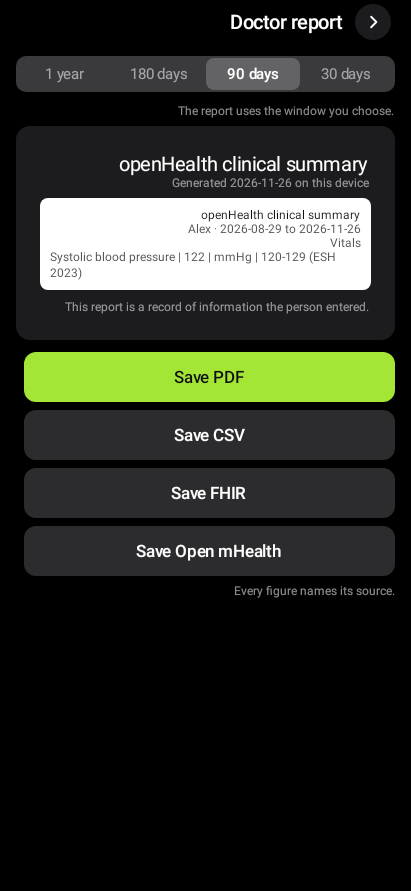 Doctor report
1 year
180 days
90 days
30 days
The report uses the window you choose.
openHealth clinical summary
Generated 2026-11-26 on this device
openHealth clinical summary
Alex · 2026-08-29 to 2026-11-26
Vitals
Systolic blood pressure | 122 | mmHg | 120-129 (ESH
2023)
This report is a record of information the person entered.
Save PDF
Save CSV
Save FHIR
Save Open mHealth
Every figure names its source.